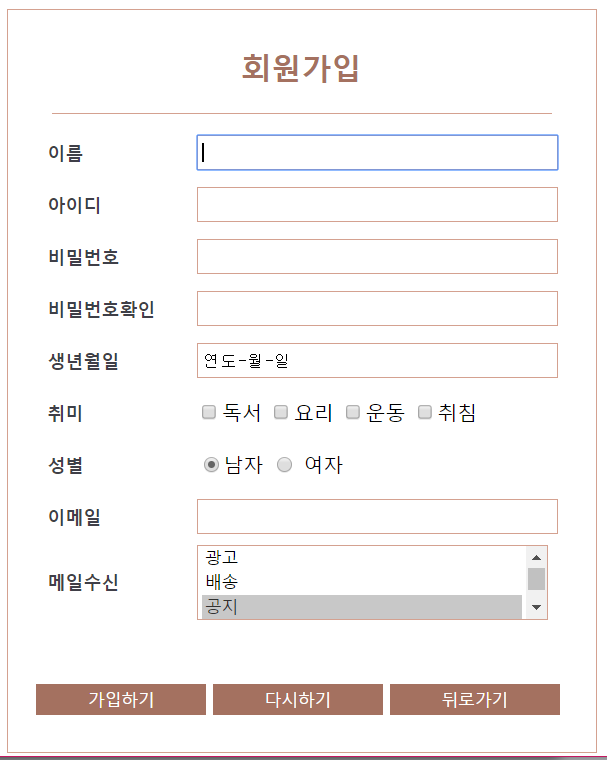 회원가입
이름
아이디
비밀번호
비밀번호확인
생년월일 연도-월-일
취미 독서 요리 운동 취침
성별 남자 여자
이메일
광고
배송
메일수신
공지
가입하기 다시하기 뒤로가기